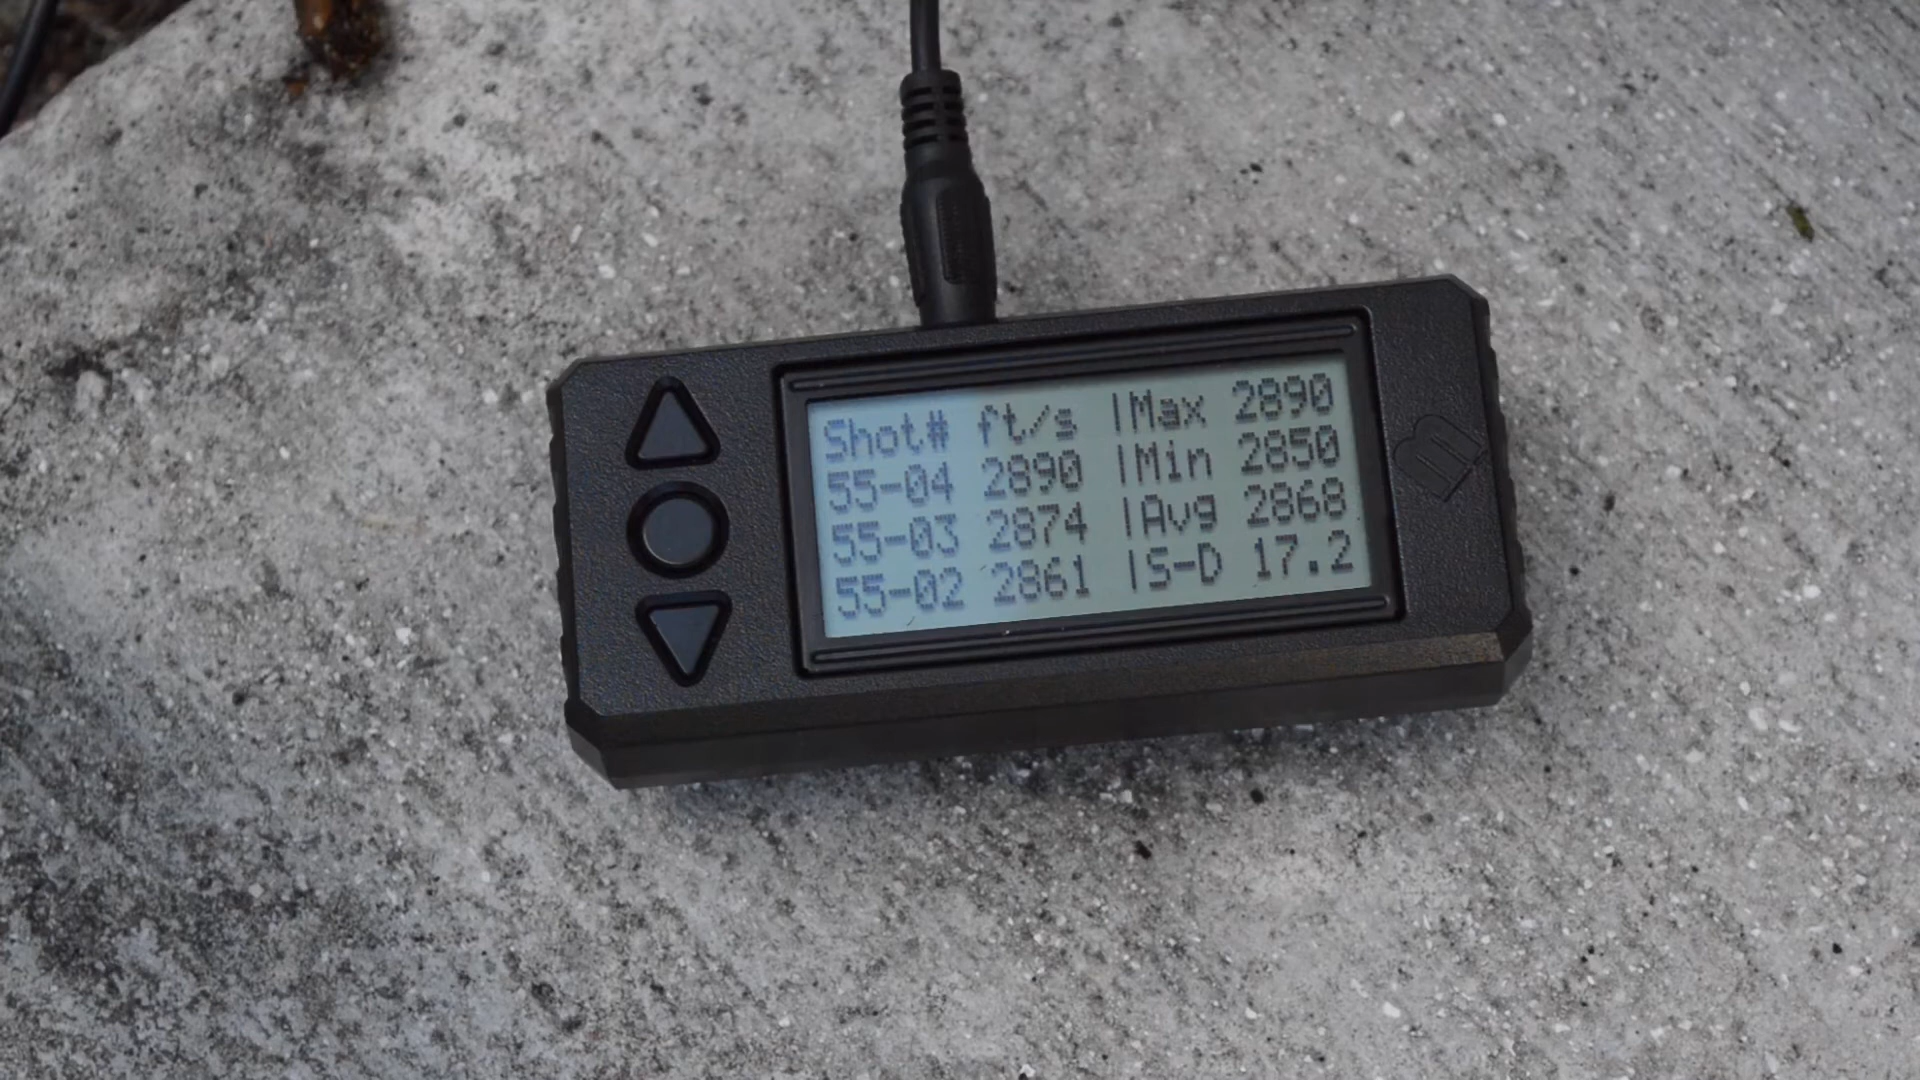 Shot# ft/s |Max 2890
55-04 2890 |Min 2850
55-03 2874 |Avg 2868
55-02 2861 |S-D 17.2